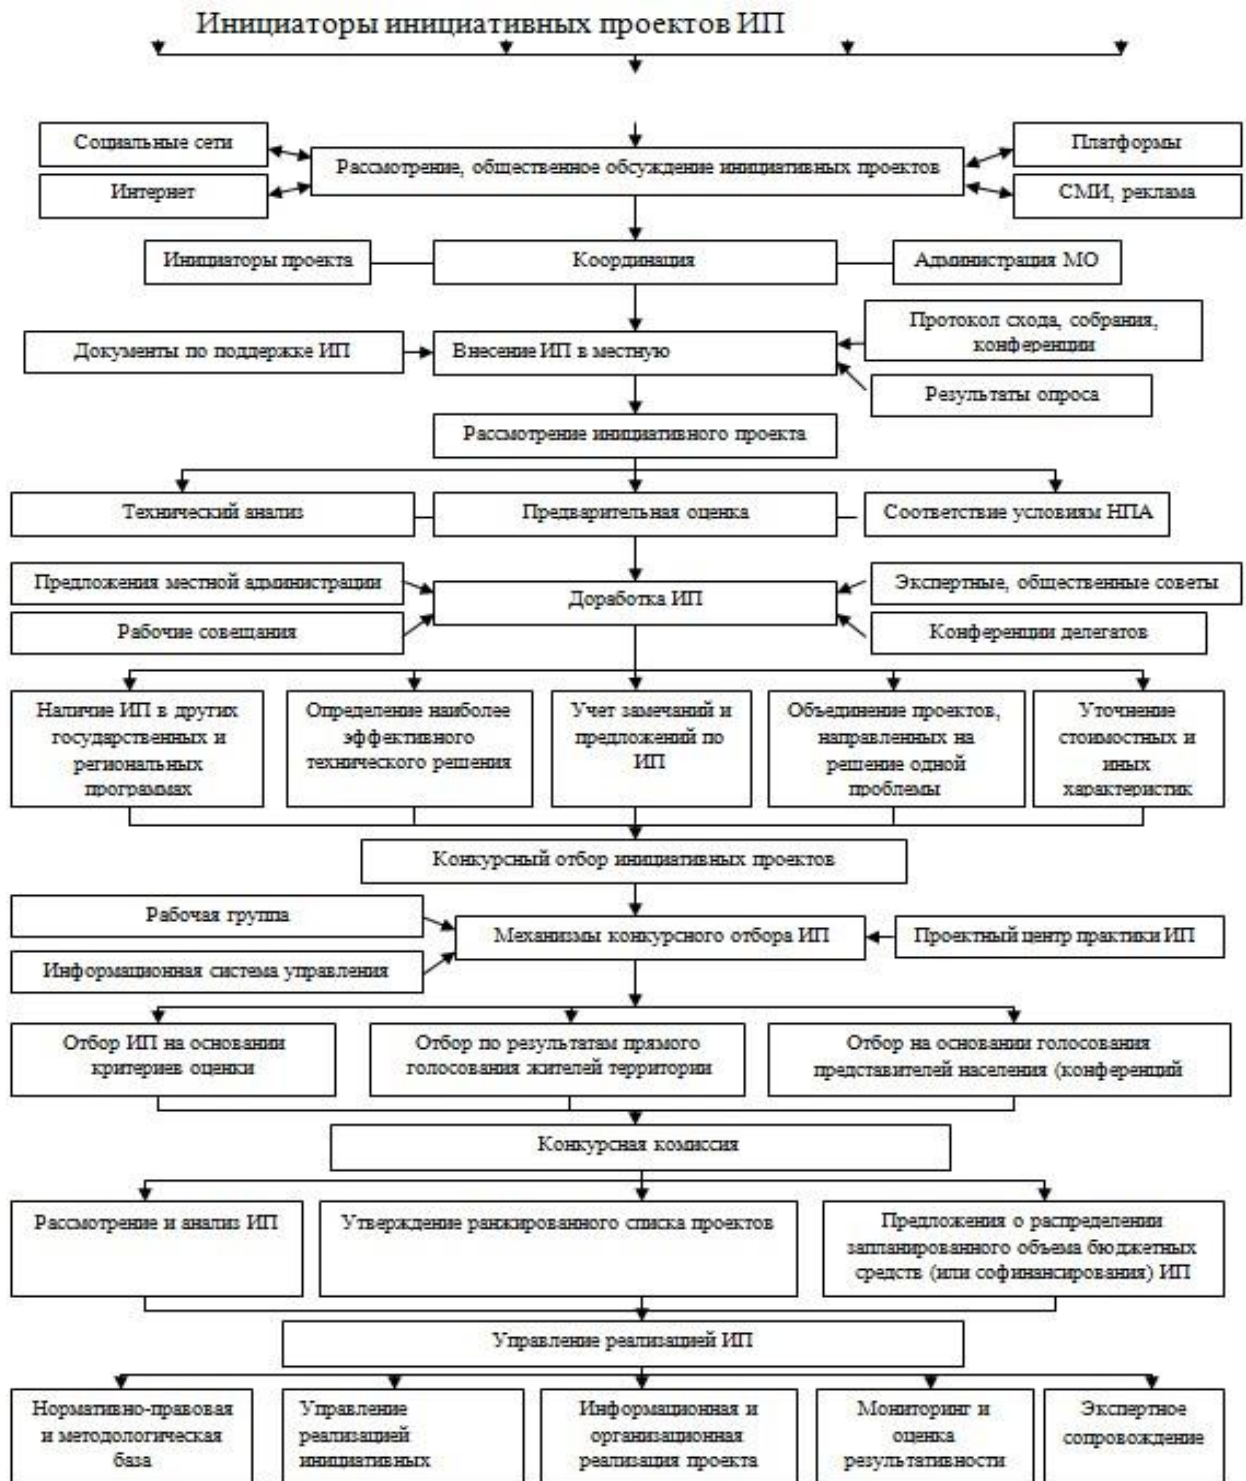 Инициаторы инициативных проектов ИП
Социальные сети
Платформы
Рассмотрение, общественное обсуждение инициативных проектов
Интернет
СМИ, реклама
Инициаторы проекта
Координация
Администрация МО
Протокол схода, собрания,
конференции
Документы по поддержке ИП
Внесение ИП в местную
Результаты опроса
Рассмотрение инициативного проекта
Технический анализ
Предварительная оценка
Соответствие условиям НПА
Предложения местной администрации
Экспертные, общественные советы
Доработка ИП
Рабочие совещания
Конференции делегатов
Наличие ИП в других
государственных и
региональных
программах
Определение наиболее
эффективного
технического решения
Учет замечаний и
предложений по
ИП
Объединение проектов,
направленных на
решение одной
проблемы
Уточнение
стоимостных и
иных
характеристик
Конкурсный отбор инициативных проектов
Рабочая группа
Механизмы конкурсного отбора ИП
Проектный центр практики ИП
Информационная система управления
Отбор ИП на основании
критериев оценки
Отбор по результатам прямого
голосования жителей территории
Отбор на основании голосования
представителей населения (конференций
Конкурсная комиссия
Рассмотрение и анализ ИП
Утверждение ранжированного списка проектов
Предложения о распределении
запланированного объема бюджетных
средств (или софинансирования) ИП
Управление реализацией ИП
Нормативно-правовая
и методологическая
база
Управление
реализацией
инициативных
Информационная и
организационная
реализация проекта
Мониторинг и
оценка
результативности
Экспертное
сопровождение